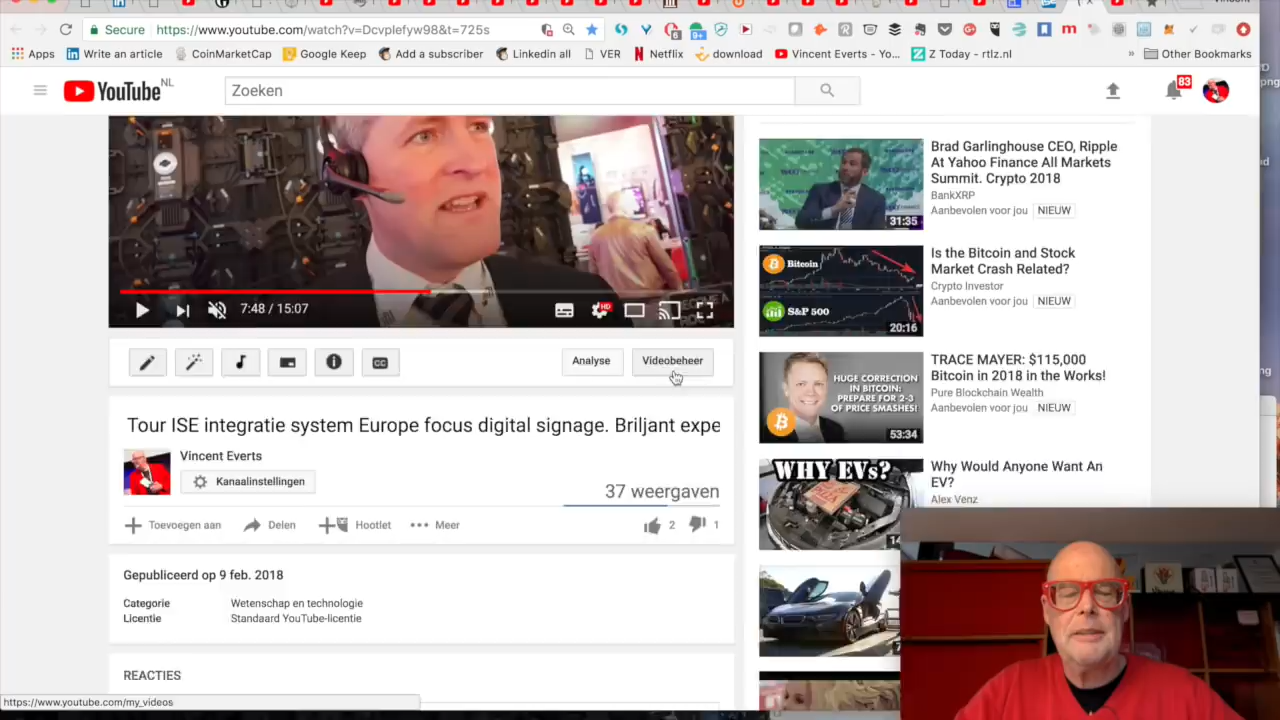 Secure https://www.youtube.com/watch?v=Dcvplefyw98&t=725s
Apps Write an article CoinMarketCap Google Keep Add a subscriber Linkedin all VER Netflix download Vincent Everts - Yo... Z Today - rtlz.nl » Other Bookmarks
YouTube NL
Zoeken
83
Brad Garlinghouse CEO, Ripple
At Yahoo Finance All Markets
Summit. Crypto 2018
BankXRP
Aanbevolen voor jou NIEUW
31:35
Is the Bitcoin and Stock
Market Crash Related?
Crypto Investor
Aanbevolen voor jou NIEUW
Bitcoin
S&P 500
20:16
TRACE MAYER: $115,000
Bitcoin in 2018 in the Works!
Pure Blockchain Wealth
Aanbevolen voor jou NIEUW
HUGE CORRECTION
IN BITCOIN:
PREPARE FOR 2-3
OF PRICE SMASHES!
53:34
WHY EVs?
Why Would Anyone Want An
EV?
Alex Venz
7:48 / 15:07
HD
CC
Analyse
Videobeheer
Tour ISE integratie system Europe focus digital signage. Briljant expe
Vincent Everts
Kanaalinstellingen
37 weergaven
Toevoegen aan Delen Hootlet Meer 2 1
Gepubliceerd op 9 feb. 2018
Categorie Wetenschap en technologie
Licentie Standaard YouTube-licentie
REACTIES
https://www.youtube.com/my_videos